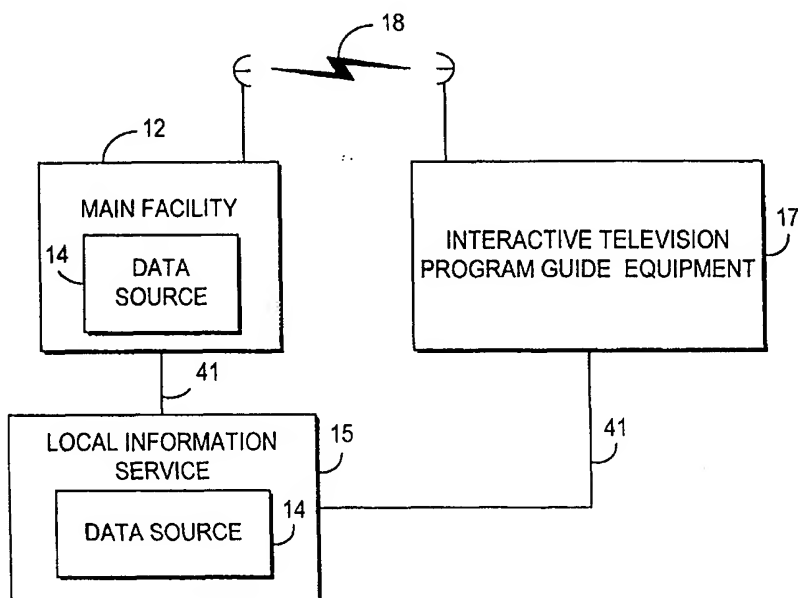 18
12
MAIN FACILITY
14
DATA
SOURCE
INTERACTIVE TELEVISION
PROGRAM GUIDE EQUIPMENT
17
41
LOCAL INFORMATION
SERVICE
15
41
DATA SOURCE
14